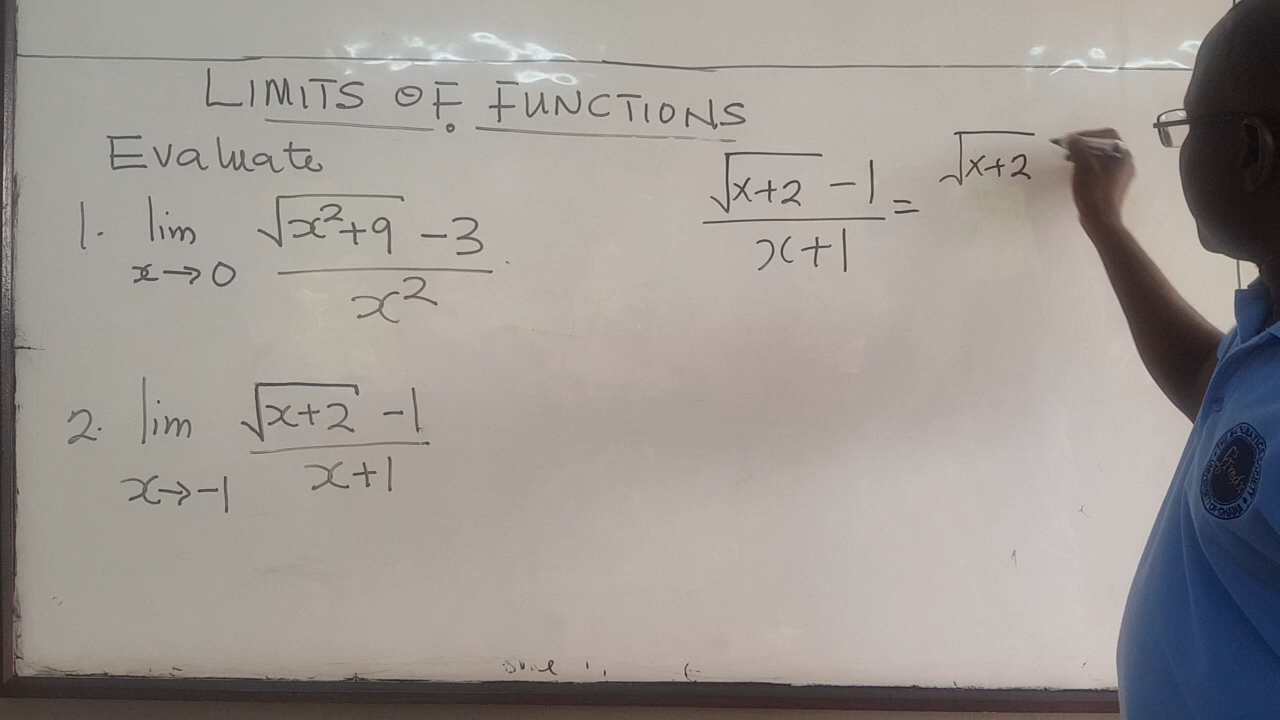 LIMITS OF FUNCTIONS
Evaluate
1. lim x→0 √(x²+9) - 3 / x²
2. lim x→-1 √(x+2) - 1 / x+1
√(x+2) - 1 / x+1 = √(x+2)